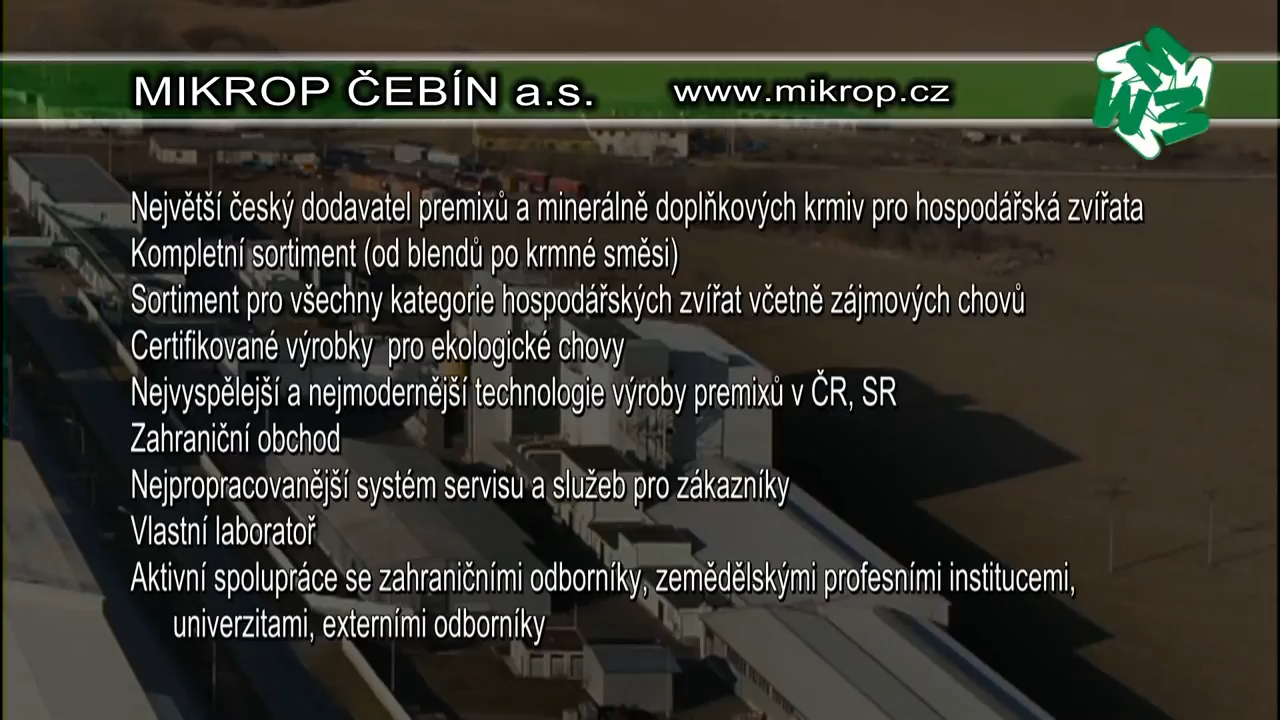 MIKROP ČEBÍN a.s. www.mikrop.cz
Největší český dodavatel premixů a minerálně doplňkových krmiv pro hospodářská zvířata
Kompletní sortiment (od blendů po krmné směsi)
Sortiment pro všechny kategorie hospodářských zvířat včetně zájmových chovů
Certifikované výrobky pro ekologické chovy
Nejvyspělejší a nejmodernější technologie výroby premixů v ČR, SR
Zahraniční obchod
Nejpropracovanější systém servisu a služeb pro zákazníky
Vlastní laboratoř
Aktivní spolupráce se zahraničními odborníky, zemědělskými profesními institucemi,
univerzitami, externími odborníky